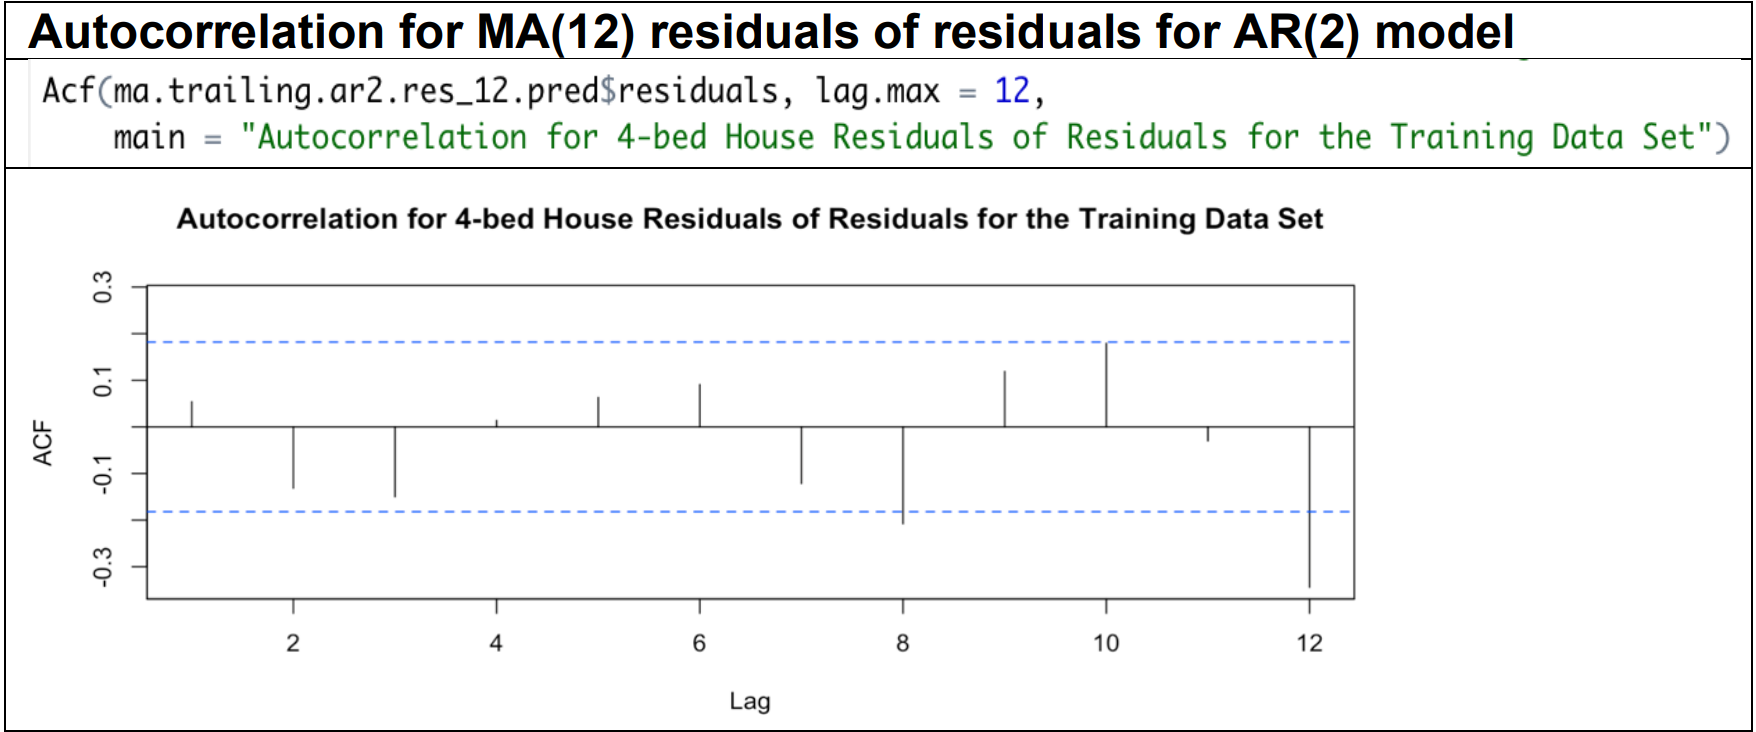 Autocorrelation for MA(12) residuals of residuals for AR(2) model
Acf(ma.trailing.ar2.res_12.pred$residuals, lag.max = 12,
main = "Autocorrelation for 4-bed House Residuals of Residuals for the Training Data Set")
Autocorrelation for 4-bed House Residuals of Residuals for the Training Data Set
0.3
0.1
-0.1
-0.3
ACF
2 4 6 8 10 12
Lag